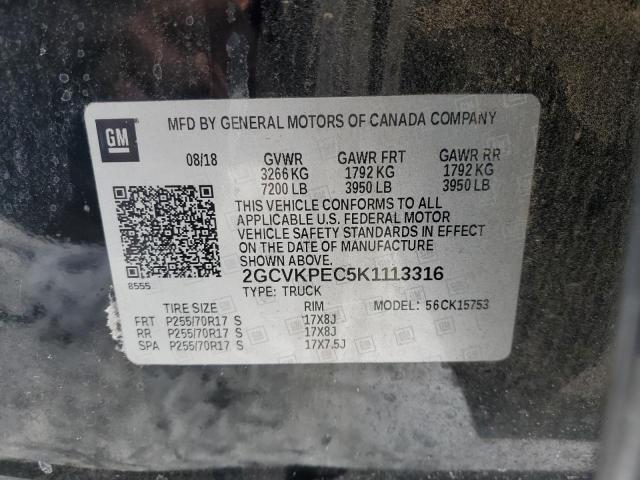 GM
MFD BY GENERAL MOTORS OF CANADA COMPANY
08/18 GVWR GAWR FRT GAWR RR
3266 KG 1792 KG 1792 KG
7200 LB 3950 LB 3950 LB
THIS VEHICLE CONFORMS TO ALL
APPLICABLE U.S. FEDERAL MOTOR
VEHICLE SAFETY STANDARDS IN EFFECT
ON THE DATE OF MANUFACTURE
SHOWN ABOVE.
8555 2GCVKPEC5K1113316
TYPE: TRUCK
TIRE SIZE RIM MODEL: 56CK15753
FRT P255/70R17 S 17X8J
RR P255/70R17 S 17X8J
SPA P255/70R17 S 17X7.5J